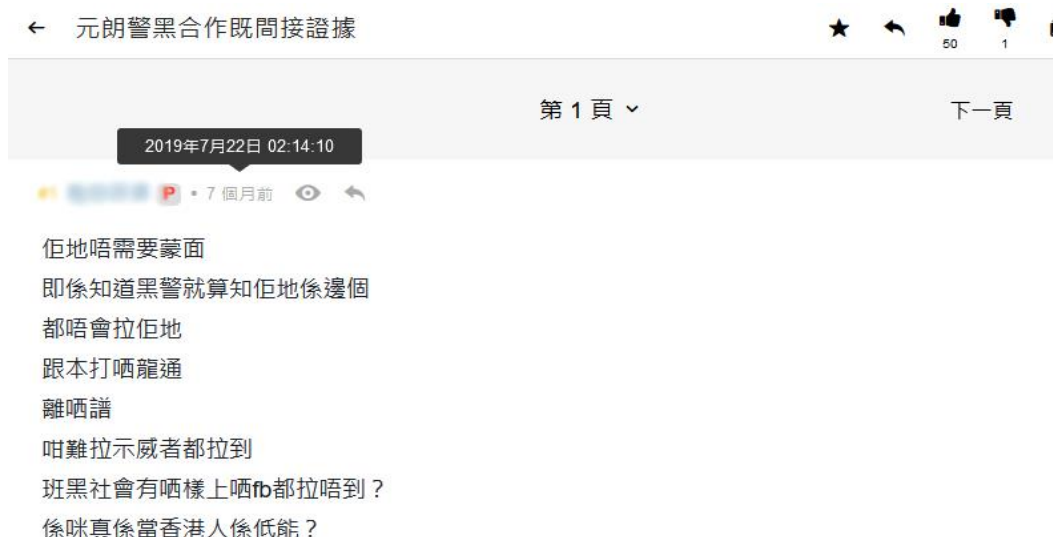 元朗警黑合作既間接證據
50
1
第 1 頁
下一頁
2019年7月22日 02:14:10
P • 7 個月前
佢地唔需要蒙面
即係知道黑警就算知佢地係邊個
都唔會拉佢地
跟本打哂龍通
離哂譜
咁難拉示威者都拉到
班黑社會有哂樣上哂fb都拉唔到？
係咪真係當香港人係低能？